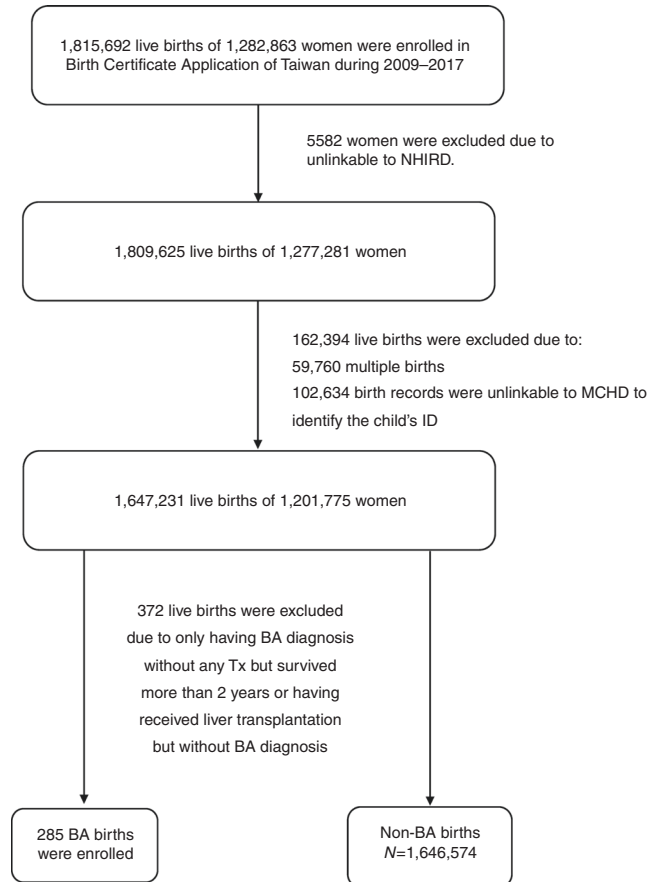 1,815,692 live births of 1,282,863 women were enrolled in
Birth Certificate Application of Taiwan during 2009–2017
5582 women were excluded due to
unlinkable to NHIRD.
1,809,625 live births of 1,277,281 women
162,394 live births were excluded due to:
59,760 multiple births
102,634 birth records were unlinkable to MCHD to
identify the child's ID
1,647,231 live births of 1,201,775 women
372 live births were excluded
due to only having BA diagnosis
without any Tx but survived
more than 2 years or having
received liver transplantation
but without BA diagnosis
285 BA births
were enrolled
Non-BA births
N=1,646,574